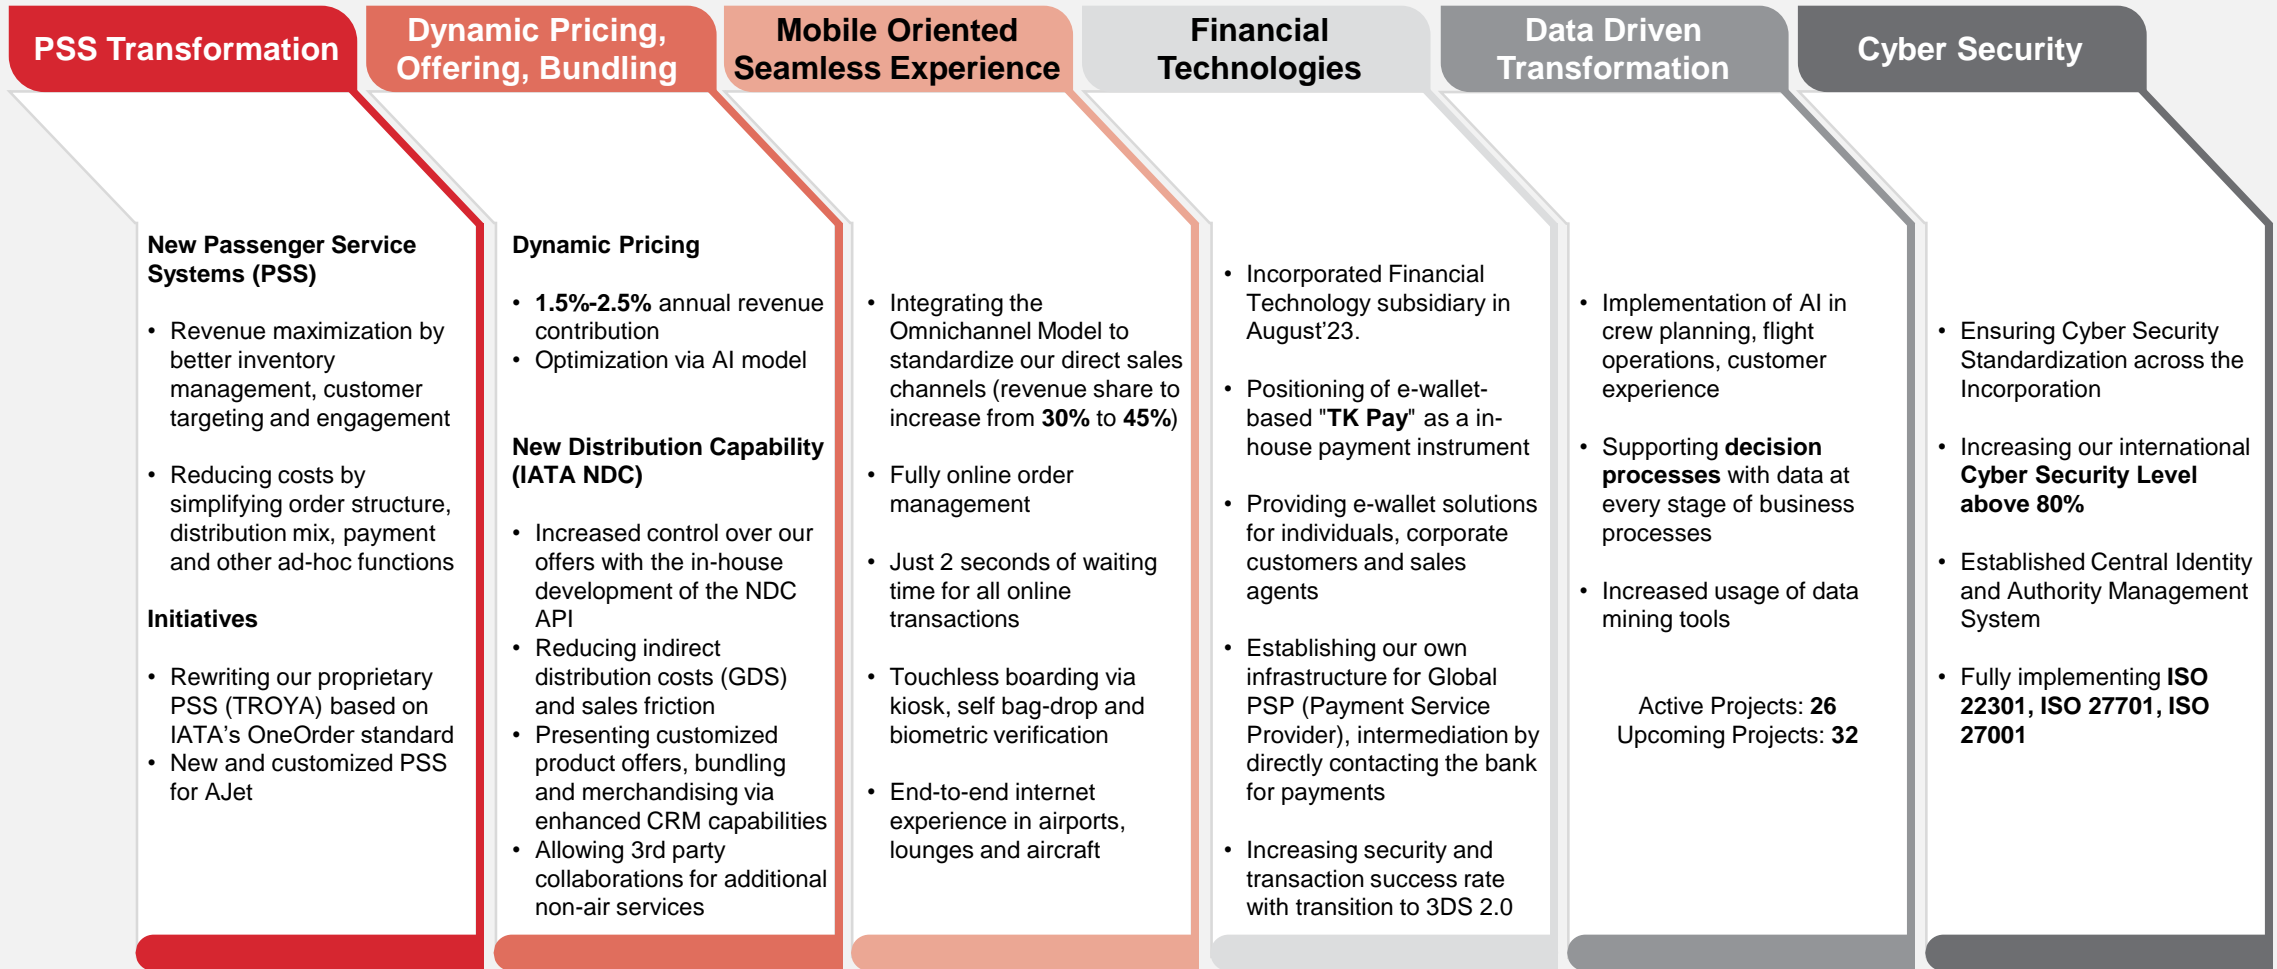 PSS Transformation
New Passenger Service
Systems (PSS)
• Revenue maximization by
better inventory
management, customer
targeting and engagement
• Reducing costs by
simplifying order structure,
distribution mix, payment
and other ad-hoc functions
Initiatives
• Rewriting our proprietary
PSS (TROYA) based on
IATA's OneOrder standard
• New and customized PSS
for AJet
Dynamic Pricing,
Offering, Bundling
Dynamic Pricing
• 1.5%-2.5% annual revenue
contribution
• Optimization via AI model
New Distribution Capability
(IATA NDC)
• Increased control over our
offers with the in-house
development of the NDC
API
• Reducing indirect
distribution costs (GDS)
and sales friction
• Presenting customized
product offers, bundling
and merchandising via
enhanced CRM capabilities
• Allowing 3rd party
collaborations for additional
non-air services
Mobile Oriented
Seamless Experience
• Integrating the
Omnichannel Model to
standardize our direct sales
channels (revenue share to
increase from 30% to 45%)
• Fully online order
management
• Just 2 seconds of waiting
time for all online
transactions
• Touchless boarding via
kiosk, self bag-drop and
biometric verification
• End-to-end internet
experience in airports,
lounges and aircraft
Financial
Technologies
• Incorporated Financial
Technology subsidiary in
August'23.
• Positioning of e-wallet-
based "TK Pay" as a in-
house payment instrument
• Providing e-wallet solutions
for individuals, corporate
customers and sales
agents
• Establishing our own
infrastructure for Global
PSP (Payment Service
Provider), intermediation by
directly contacting the bank
for payments
• Increasing security and
transaction success rate
with transition to 3DS 2.0
Data Driven
Transformation
• Implementation of AI in
crew planning, flight
operations, customer
experience
• Supporting decision
processes with data at
every stage of business
processes
• Increased usage of data
mining tools
Active Projects: 26
Upcoming Projects: 32
Cyber Security
• Ensuring Cyber Security
Standardization across the
Incorporation
• Increasing our international
Cyber Security Level
above 80%
• Established Central Identity
and Authority Management
System
• Fully implementing ISO
22301, ISO 27701, ISO
27001